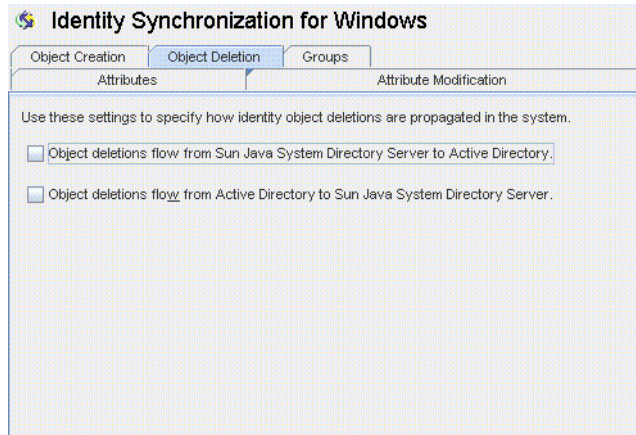 Identity Synchronization for Windows
Object Creation
Object Deletion
Groups
Attributes
Attribute Modification
Use these settings to specify how identity object deletions are propagated in the system.
Object deletions flow from Sun Java System Directory Server to Active Directory.
Object deletions flow from Active Directory to Sun Java System Directory Server.